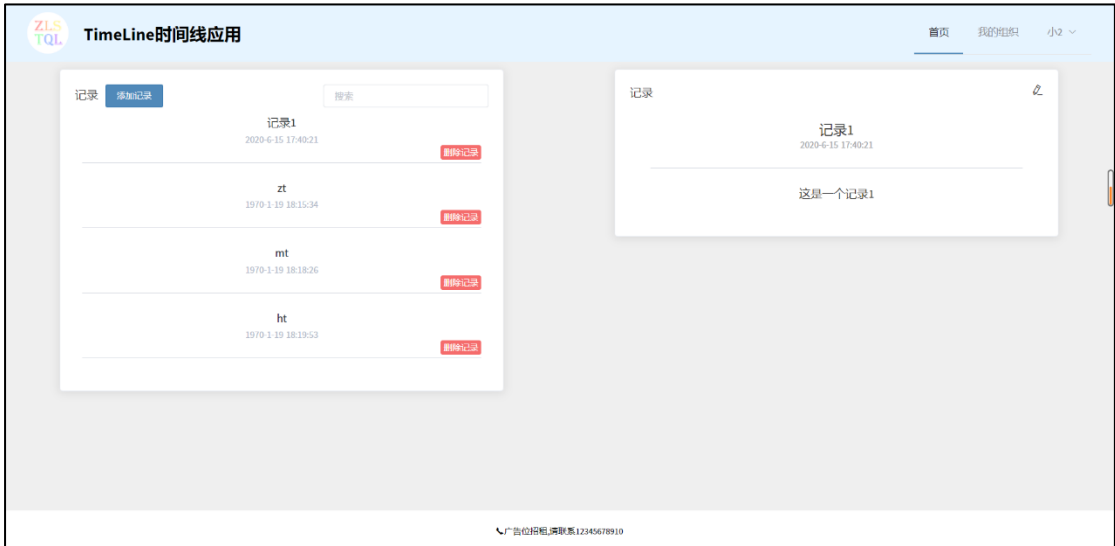 ZLS
TQL
TimeLine时间线应用
首页 我的组织 小2
记录 添加记录 搜索
记录1
2020-6-15 17:40:21
删除记录
zt
1970-1-19 18:15:34
删除记录
mt
1970-1-19 18:18:26
删除记录
ht
1970-1-19 18:19:53
删除记录
记录
记录1
2020-6-15 17:40:21
这是一个记录1
广告位招租,请联系12345678910